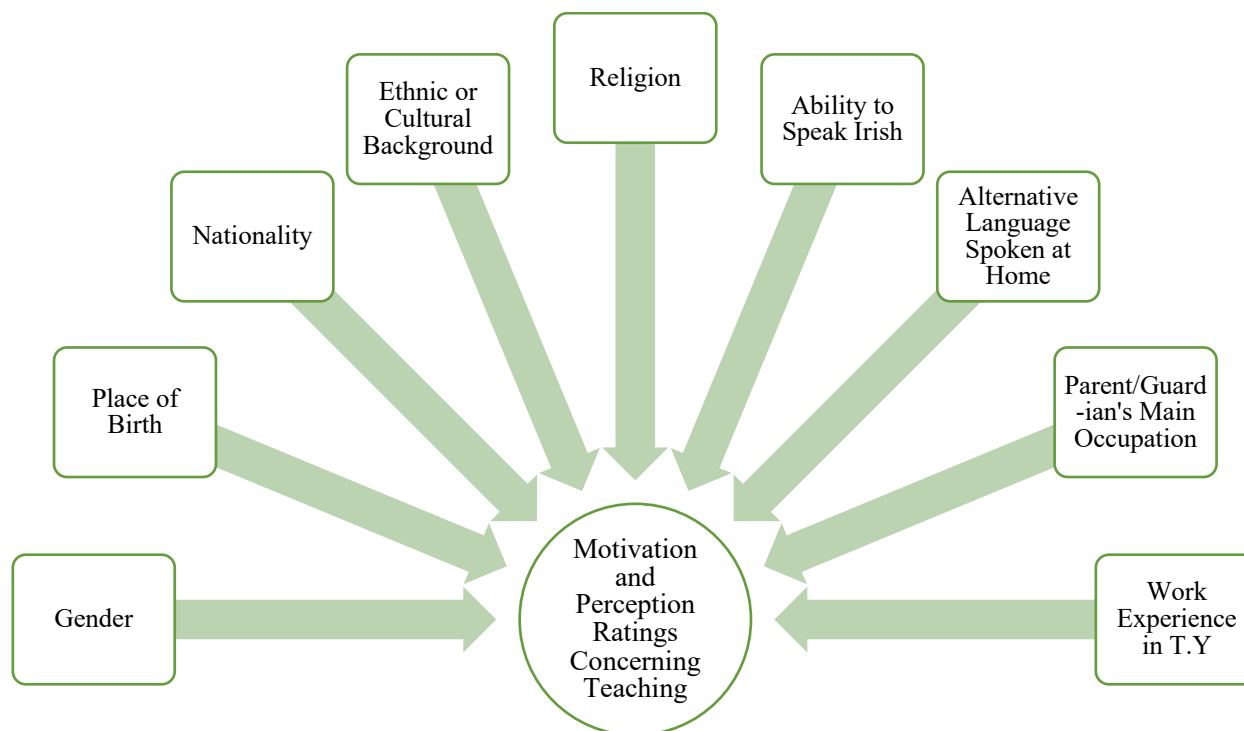 Gender
Place of
Birth
Nationality
Ethnic or
Cultural
Background
Religion
Ability to
Speak Irish
Alternative
Language
Spoken at
Home
Parent/Guard
-ian's Main
Occupation
Work
Experience
in T.Y
Motivation
and
Perception
Ratings
Concerning
Teaching